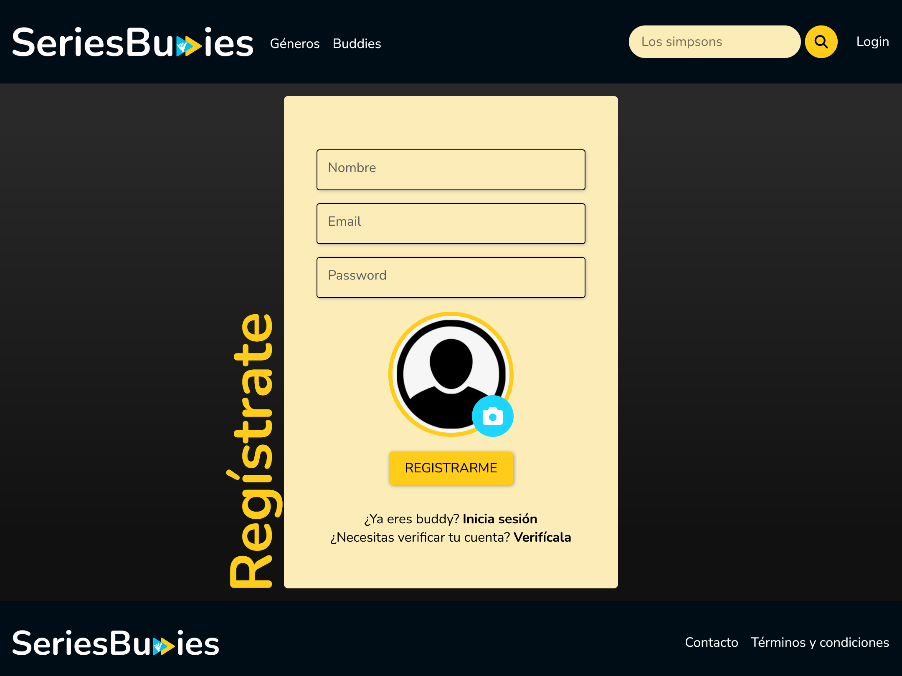 SeriesBuddies Géneros Buddies Los simpsons Login
Nombre
Email
Password
Regístrate
REGISTRARME
¿Ya eres buddy? Inicia sesión
¿Necesitas verificar tu cuenta? Verifícala
SeriesBuddies Contacto Términos y condiciones